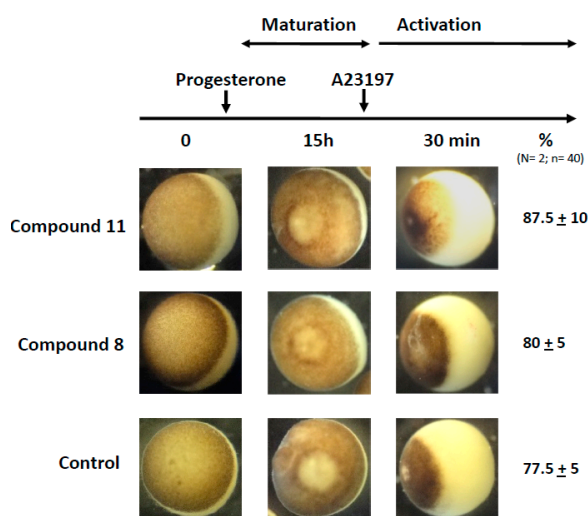 Maturation Activation
Progesterone A23197
0 15h 30 min %
(N= 2; n= 40)
Compound 11 87.5 ± 10
Compound 8 80 ± 5
Control 77.5 ± 5